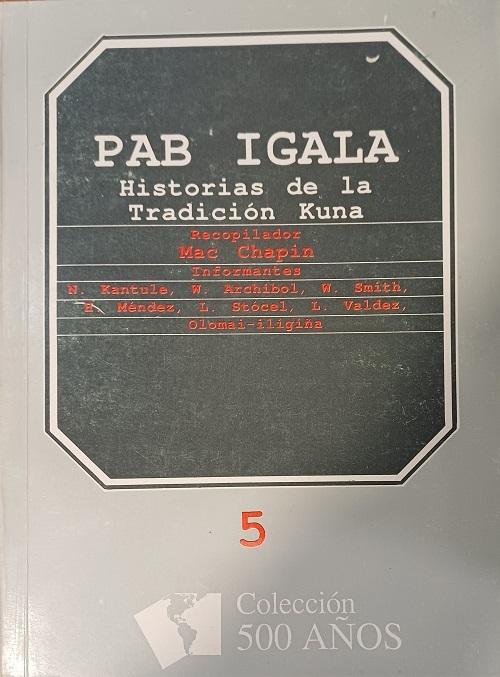 PAB IGALA
Historias de la
Tradición Kuna
Recopilador
Mac Chapin
Informantes
N. Kantule, W. Archibol, W. Smith,
H. Méndez, L. Stócel, L. Valdez,
Olomai-iligiña
5
Colección
500 AÑOS